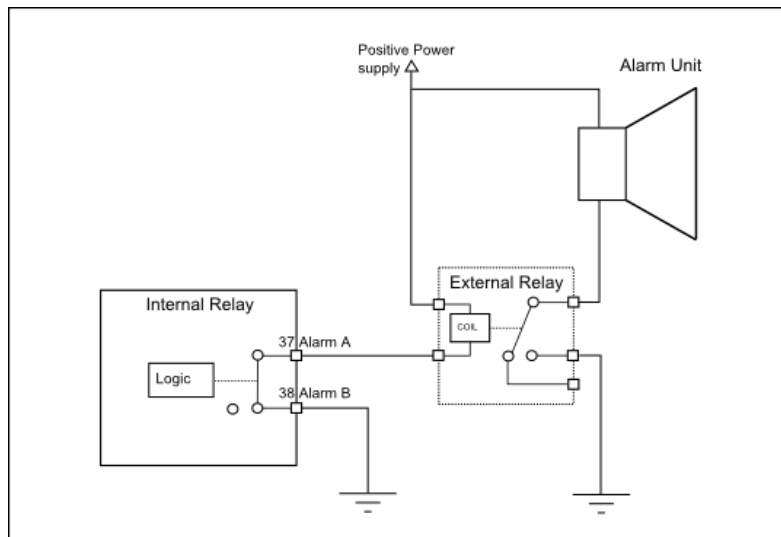 Positive Power
supply
Alarm Unit
External Relay
Internal Relay
COIL
37 Alarm A
Logic
38 Alarm B